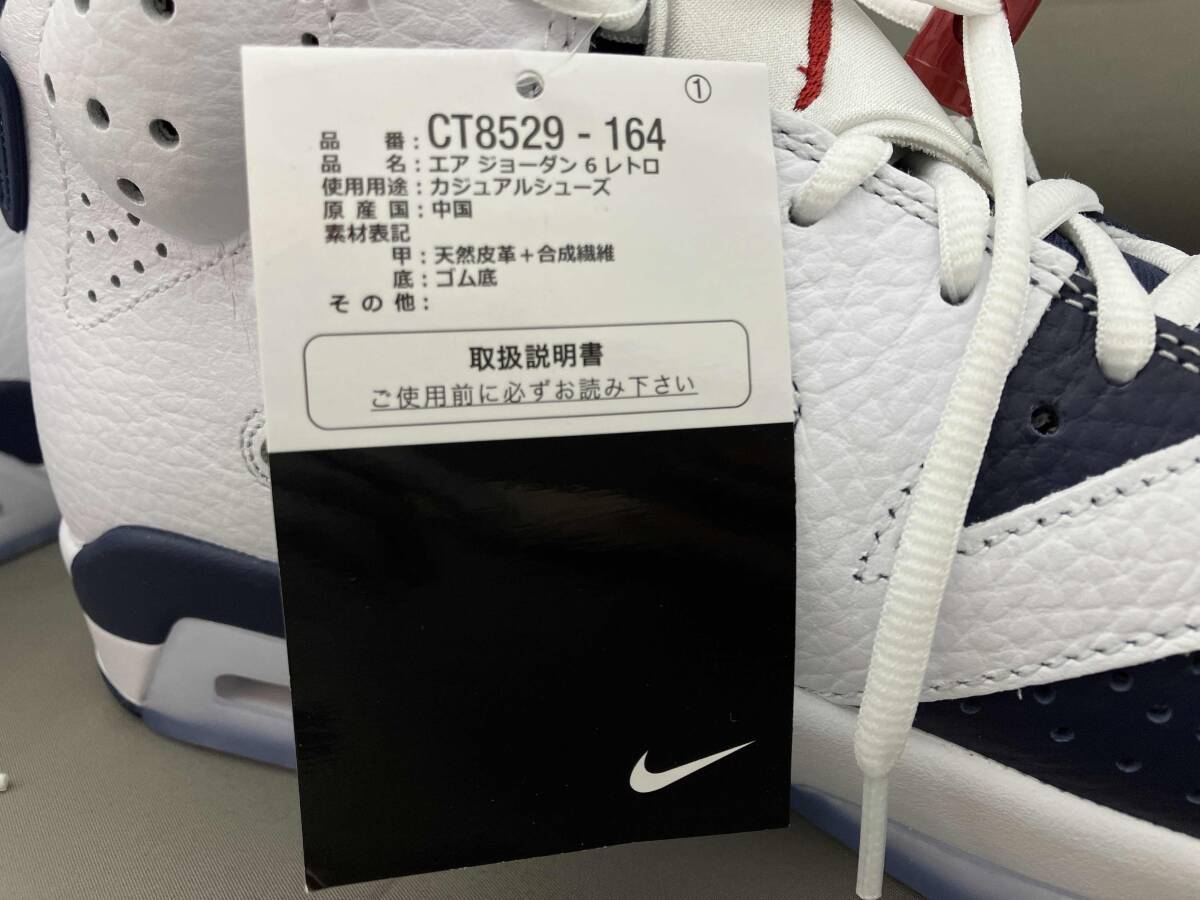 ①
品番:CT8529-164
品名:エア ジョーダン 6 レトロ
使用用途:カジュアルシューズ
原産国:中国
素材表記
甲:天然皮革+合成繊維
底:ゴム底
その他:
取扱説明書
ご使用前に必ずお読み下さい